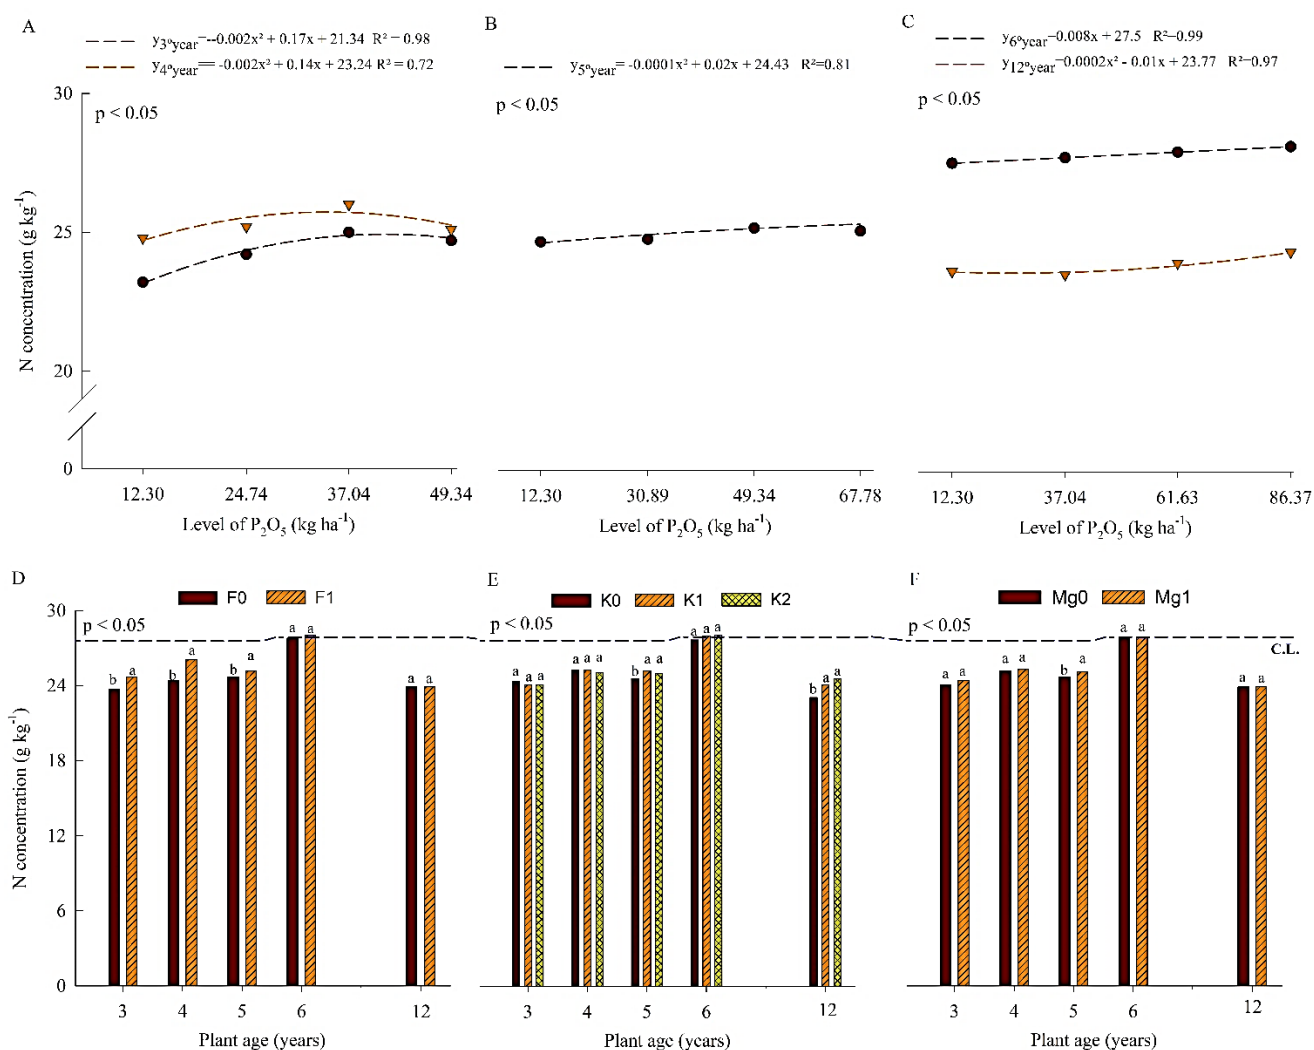 A
y3ºyear=--0.002x² + 0.17x + 21.34 R² = 0.98
y4ºyear== -0.002x² + 0.14x + 23.24 R² = 0.72
B
y5ºyear= -0.0001x² + 0.02x + 24.43 R²=0.81
C
y6ºyear=0.008x + 27.5 R²=0.99
y12ºyear=0.0002x² - 0.01x + 23.77 R²=0.97
30
25
20
0
N concentration (g kg⁻¹)
p < 0.05
12.30 24.74 37.04 49.34
Level of P₂O₅ (kg ha⁻¹)
p < 0.05
12.30 30.89 49.34 67.78
Level of P₂O₅ (kg ha⁻¹)
p < 0.05
12.30 37.04 61.63 86.37
Level of P₂O₅ (kg ha⁻¹)
D
F0 F1
30
24
18
12
6
0
N concentration (g kg⁻¹)
p < 0.05
b a b a b a a a a a
3 4 5 6 12
Plant age (years)
E
K0 K1 K2
p < 0.05
a a a a a a b a a a a a b a a
3 4 5 6 12
Plant age (years)
F
Mg0 Mg1
p < 0.05
C.L.
a a a a b a a a a a
3 4 5 6 12
Plant age (years)